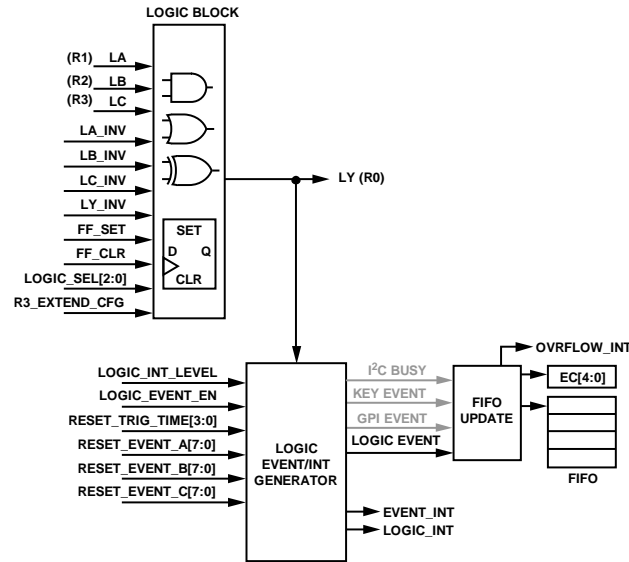 LOGIC BLOCK
(R1) LA
(R2) LB
(R3) LC
LA_INV
LB_INV
LC_INV
LY_INV
FF_SET
FF_CLR
LOGIC_SEL[2:0]
R3_EXTEND_CFG
SET
D Q
CLR
LY (R0)
LOGIC_INT_LEVEL
LOGIC_EVENT_EN
RESET_TRIG_TIME[3:0]
RESET_EVENT_A[7:0]
RESET_EVENT_B[7:0]
RESET_EVENT_C[7:0]
LOGIC
EVENT/INT
GENERATOR
I2C BUSY
KEY EVENT
GPI EVENT
LOGIC EVENT
EVENT_INT
LOGIC_INT
FIFO
UPDATE
OVRFLOW_INT
EC[4:0]
FIFO